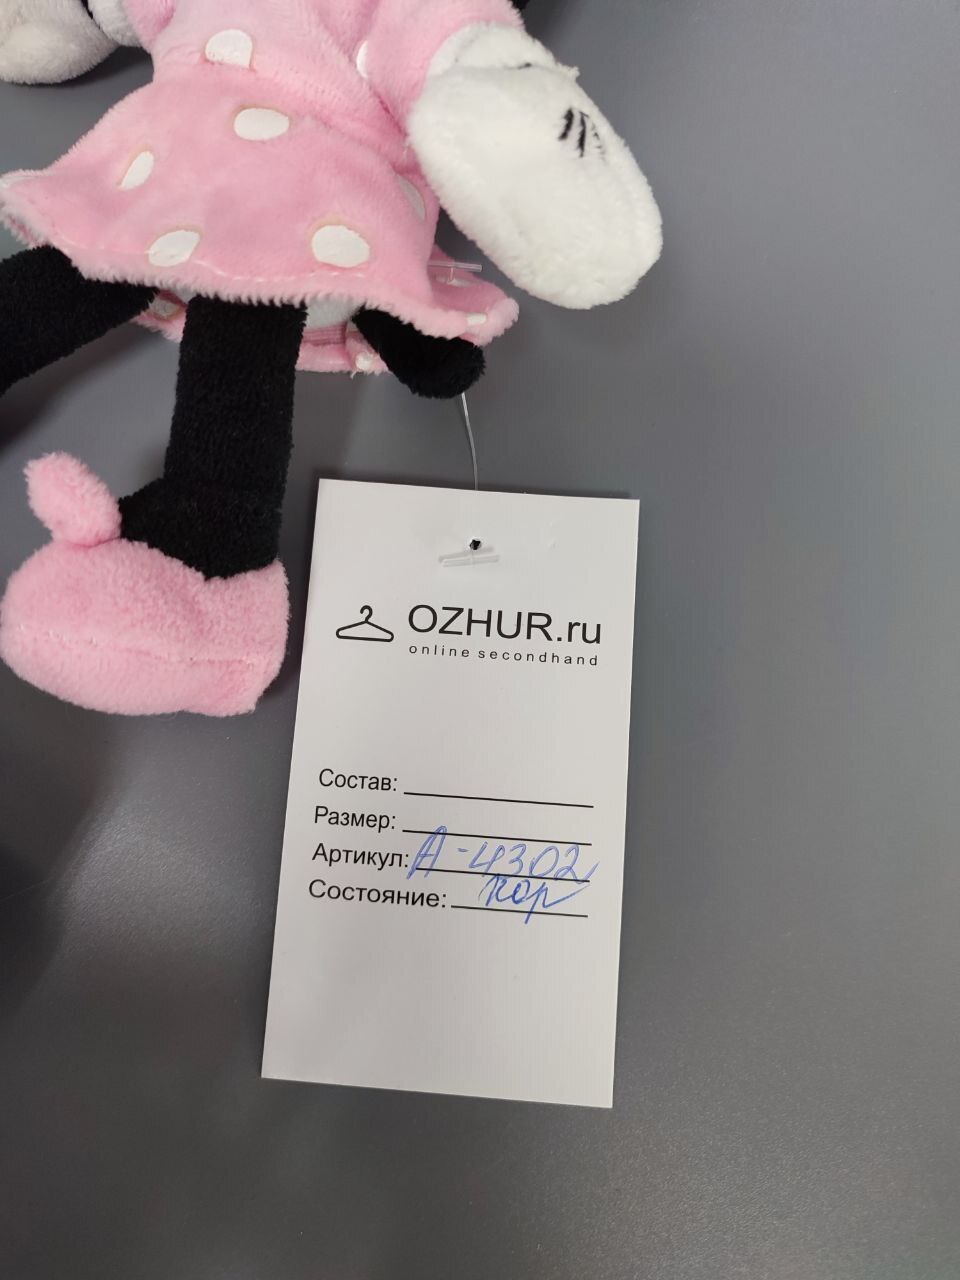 OZHUR.ru
online secondhand
Состав:
Размер:
Артикул: А-4302
Состояние: хор